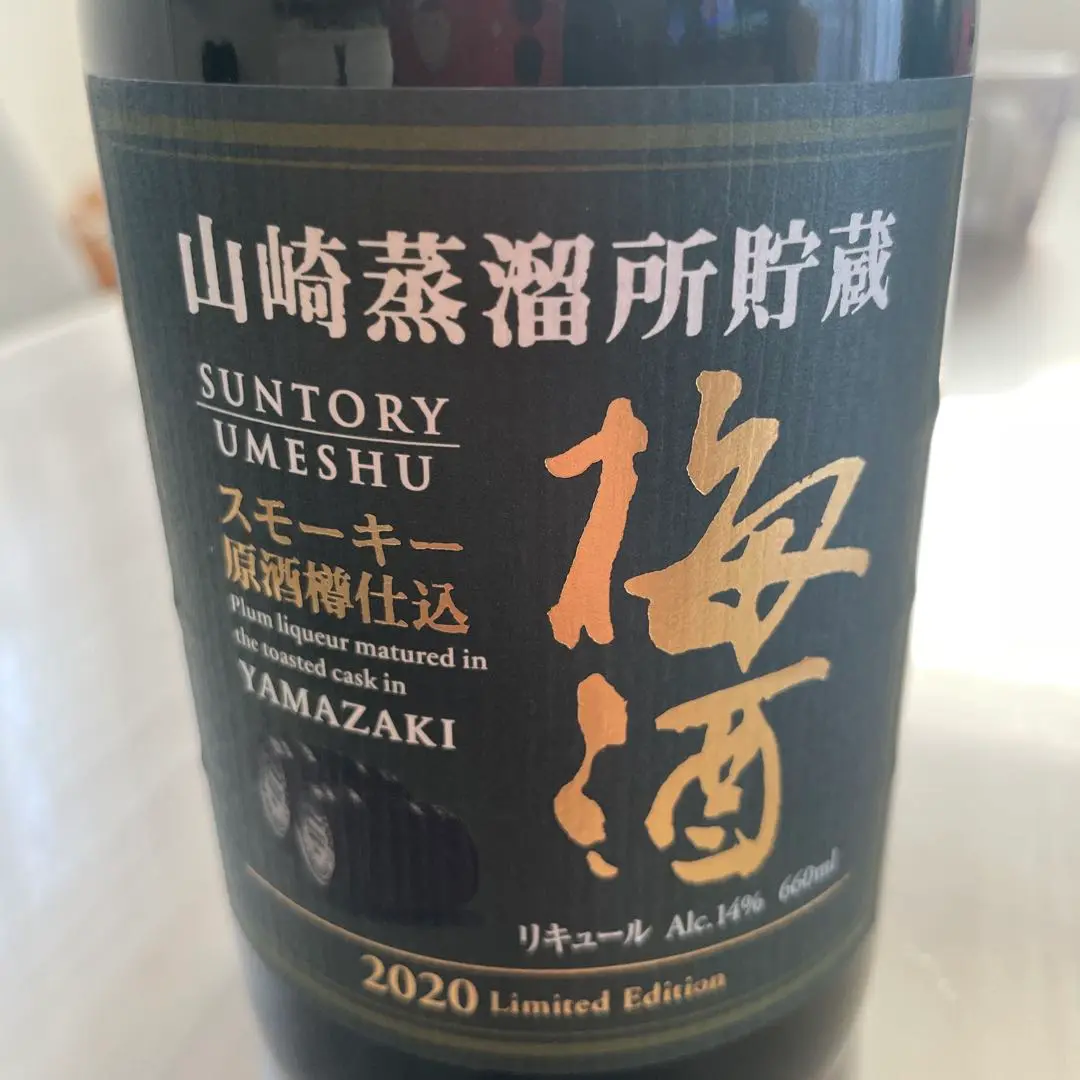 山崎蒸溜所貯蔵
SUNTORY
UMESHU
スモーキー
原酒樽仕込
Plum liqueur matured in
the toasted cask in
YAMAZAKI
梅酒
リキュール Alc.14% 660ml
2020 Limited Edition